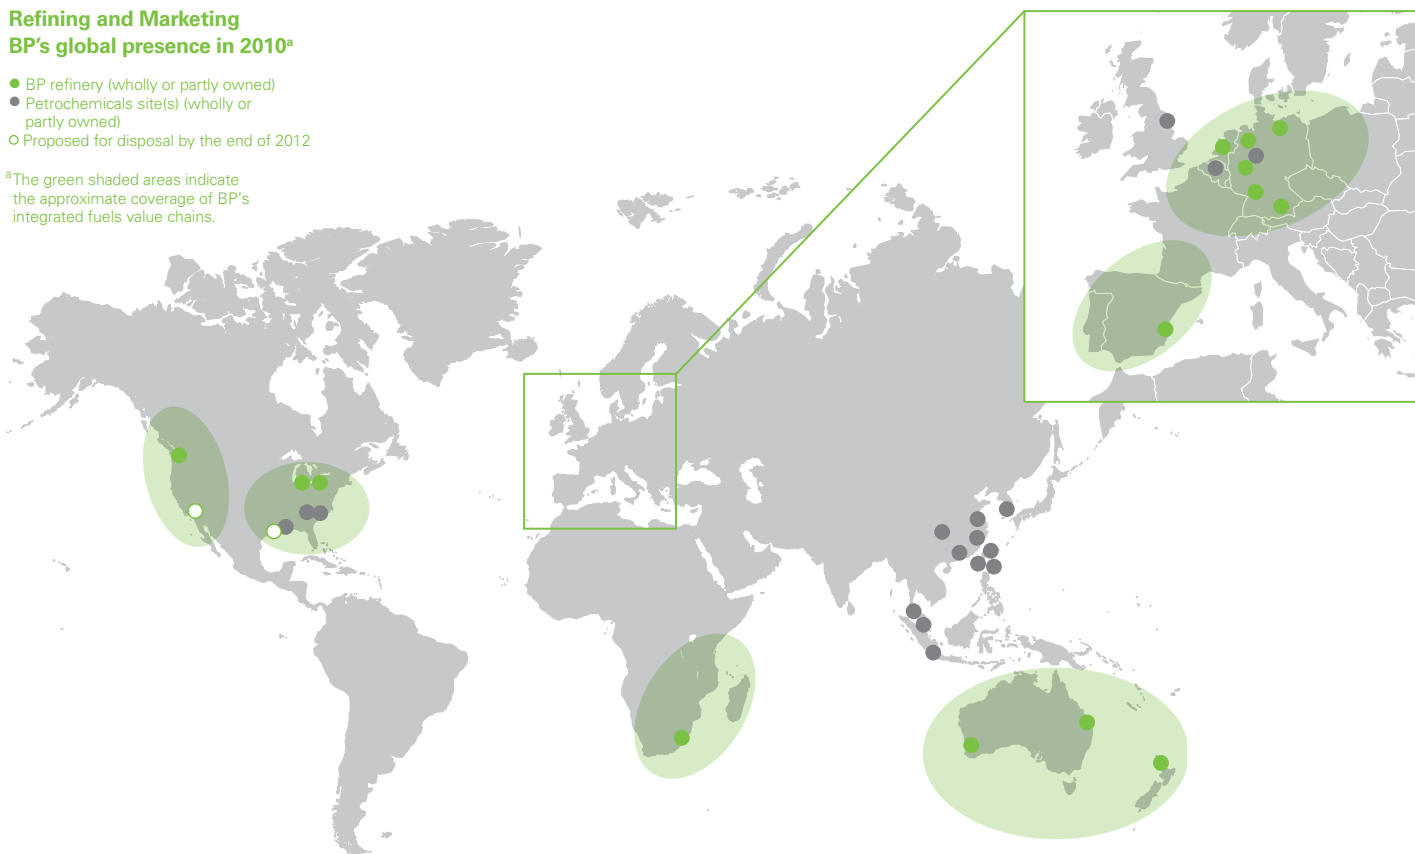 Refining and Marketing
BP’s global presence in 2010ª
BP refinery (wholly or partly owned)
Petrochemicals site(s) (wholly or
partly owned)
Proposed for disposal by the end of 2012
ªThe green shaded areas indicate
the approximate coverage of BP’s
integrated fuels value chains.